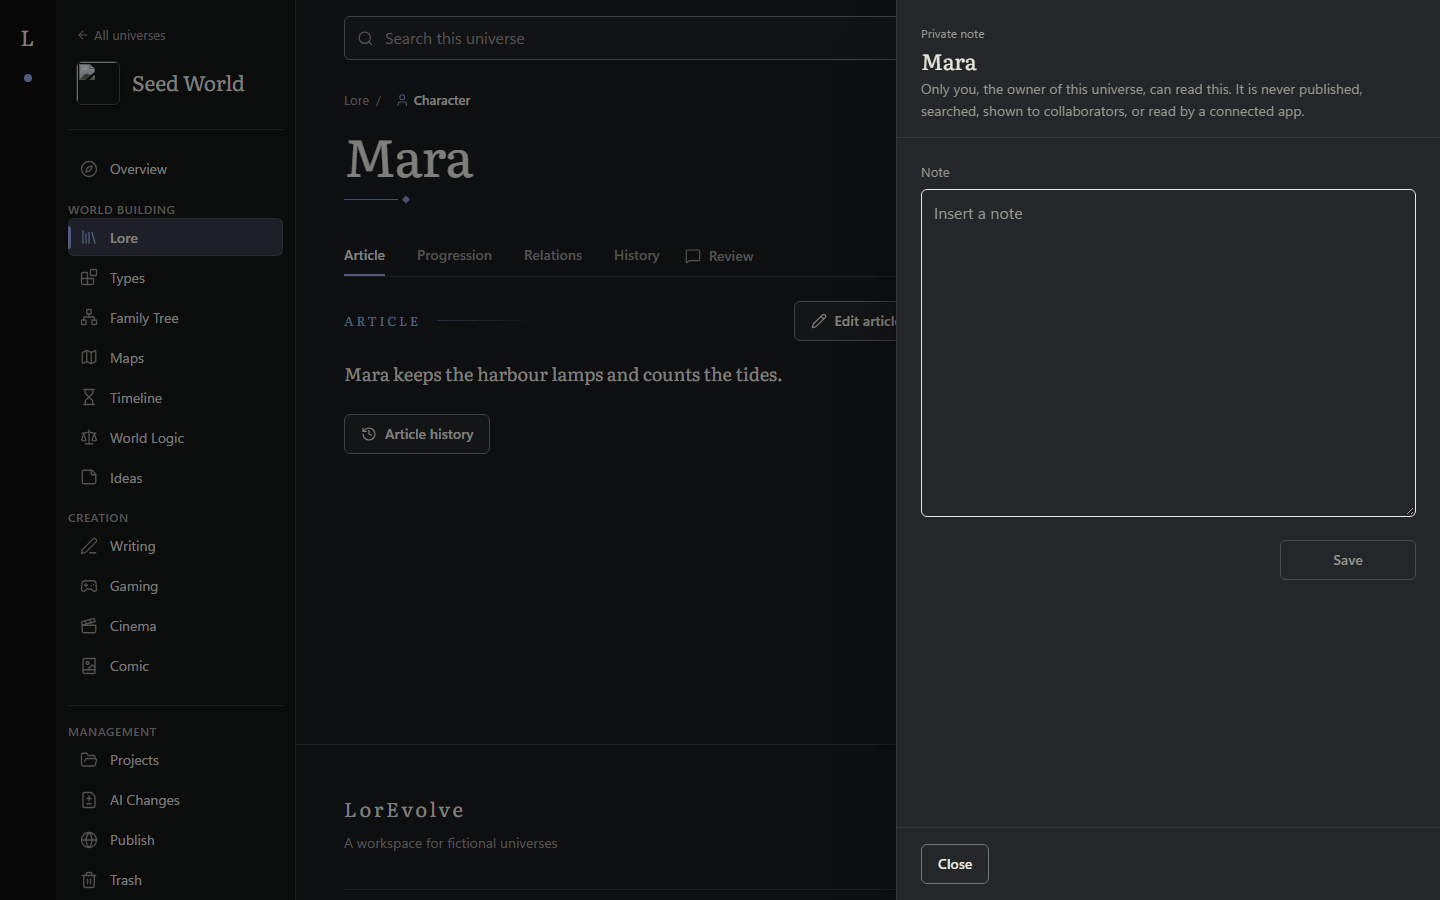 L
All universes
Seed World
Overview
WORLD BUILDING
Lore
Types
Family Tree
Maps
Timeline
World Logic
Ideas
CREATION
Writing
Gaming
Cinema
Comic
MANAGEMENT
Projects
AI Changes
Publish
Trash
Search this universe
Lore / Character
Mara
Article Progression Relations History Review
ARTICLE
Edit article
Mara keeps the harbour lamps and counts the tides.
Article history
LorEvolve
A workspace for fictional universes
Private note
Mara
Only you, the owner of this universe, can read this. It is never published,
searched, shown to collaborators, or read by a connected app.
Note
Insert a note
Save
Close